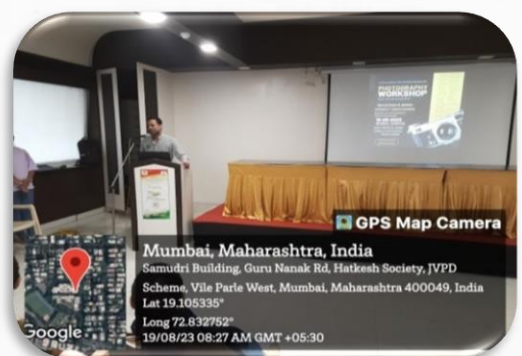 PHOTOGRAPHY
WORKSHOP
GPS Map Camera
Mumbai, Maharashtra, India
Samudri Building, Guru Nanak Rd, Hatkesh Society, JVPD
Scheme, Vile Parle West, Mumbai, Maharashtra 400049, India
Lat 19.105335°
Long 72.832752°
19/08/23 08:27 AM GMT +05:30
Google